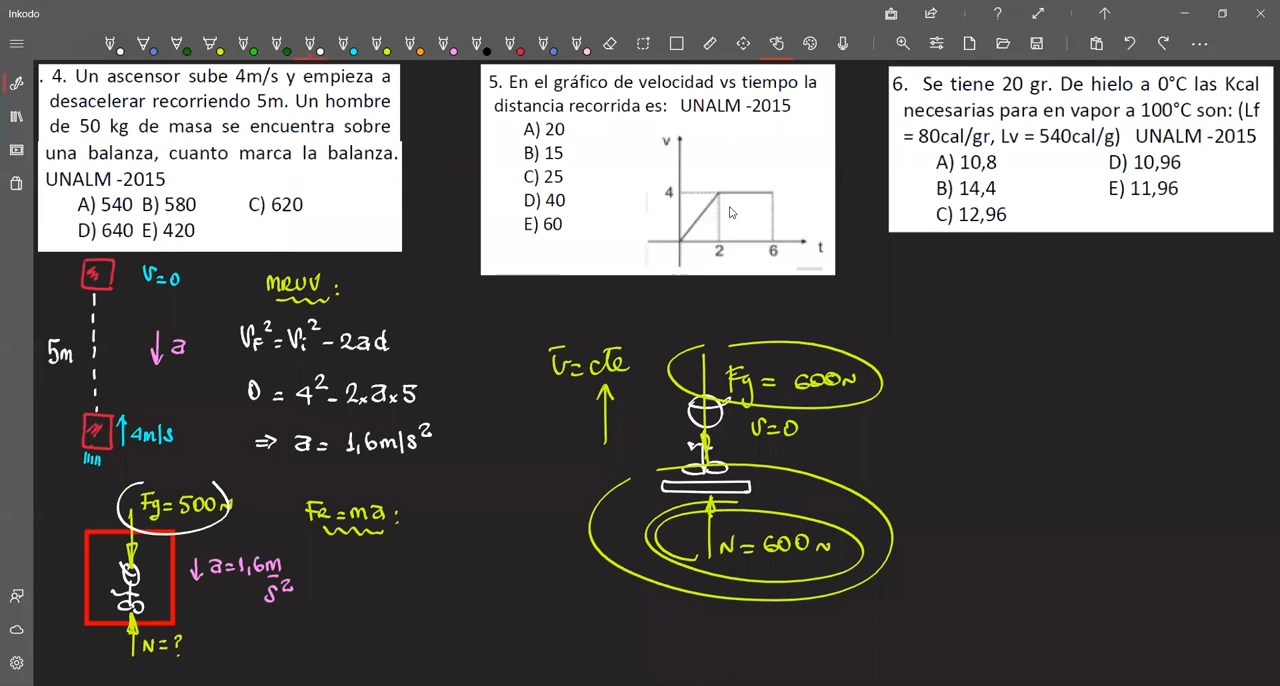 Inkodo
. 4. Un ascensor sube 4m/s y empieza a
desacelerar recorriendo 5m. Un hombre
de 50 kg de masa se encuentra sobre
una balanza, cuanto marca la balanza.
UNALM -2015
A) 540 B) 580 C) 620
D) 640 E) 420
5. En el gráfico de velocidad vs tiempo la
distancia recorrida es: UNALM -2015
A) 20
B) 15
C) 25
D) 40
E) 60
v
4
2 6 t
6. Se tiene 20 gr. De hielo a 0°C las Kcal
necesarias para en vapor a 100°C son: (Lf
= 80cal/gr, Lv = 540cal/g) UNALM -2015
A) 10,8 D) 10,96
B) 14,4 E) 11,96
C) 12,96
V=0
5m
↓ a
↑ 4m/s
MRUV :
V_F² = V_i² - 2ad
0 = 4² - 2×a×5
⇒ a = 1,6m/s²
Fg = 500N
↓ a = 1,6m/s²
N = ?
F_R = ma :
V̄ = cte
Fg = 600N
V=0
N = 600N